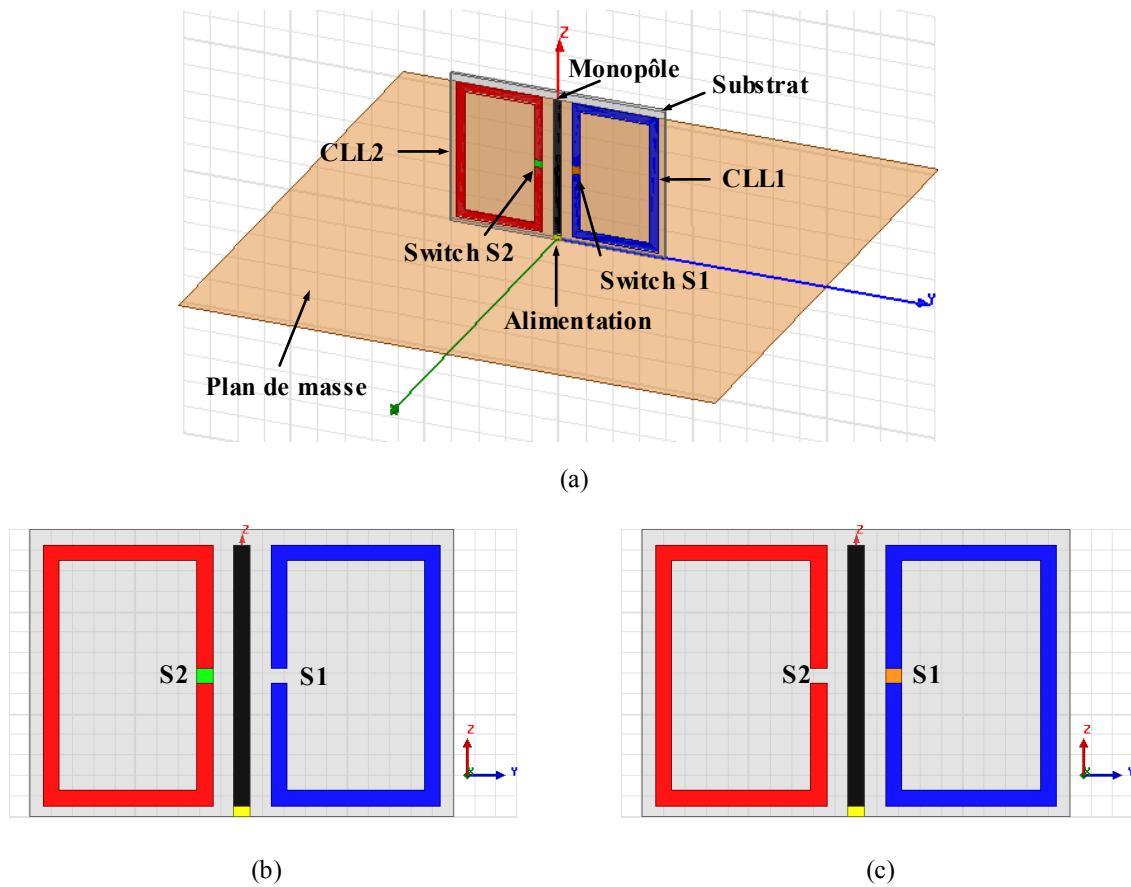 Z
Monopôle
Substrat
CLL2
CLL1
Switch S2
Switch S1
Y
Alimentation
Plan de masse
(a)
Z
S2
S1
Z
Y
X
(b)
Z
S2
S1
Z
Y
X
(c)